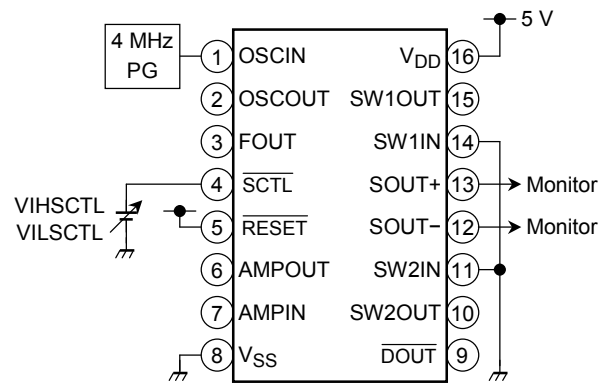 4 MHz
PG
1 OSCIN
2 OSCOUT
3 FOUT
4 SCTL
5 RESET
6 AMPOUT
7 AMPIN
8 VSS
VIHSCTL
VILSCTL
5 V
VDD 16
SW1OUT 15
SW1IN 14
SOUT+ 13 Monitor
SOUT− 12 Monitor
SW2IN 11
SW2OUT 10
DOUT 9